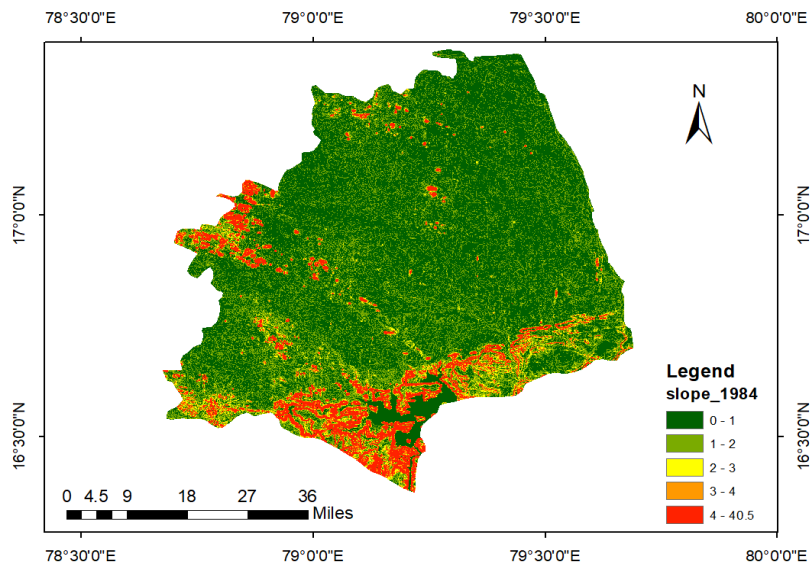 78°30'0"E 79°0'0"E 79°30'0"E 80°0'0"E
N
17°0'0"N 17°0'0"N
Legend
slope_1984
0 - 1
1 - 2
2 - 3
3 - 4
4 - 40.5
16°30'0"N 16°30'0"N
0 4.5 9 18 27 36
Miles
78°30'0"E 79°0'0"E 79°30'0"E 80°0'0"E